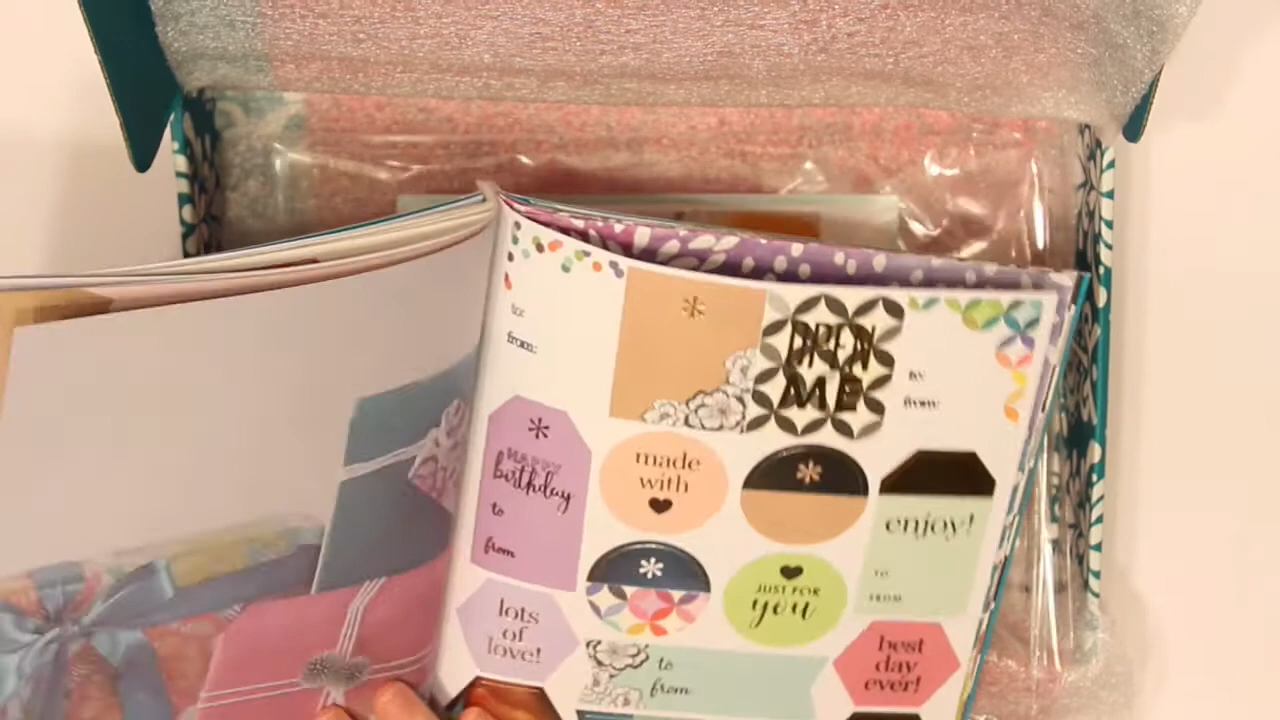 to:
from:
OPEN
ME
to:
from:
HAPPY
birthday
to
from
made
with
enjoy!
TO:
FROM:
JUST FOR
you
lots
of
love!
to
from
best
day
ever!